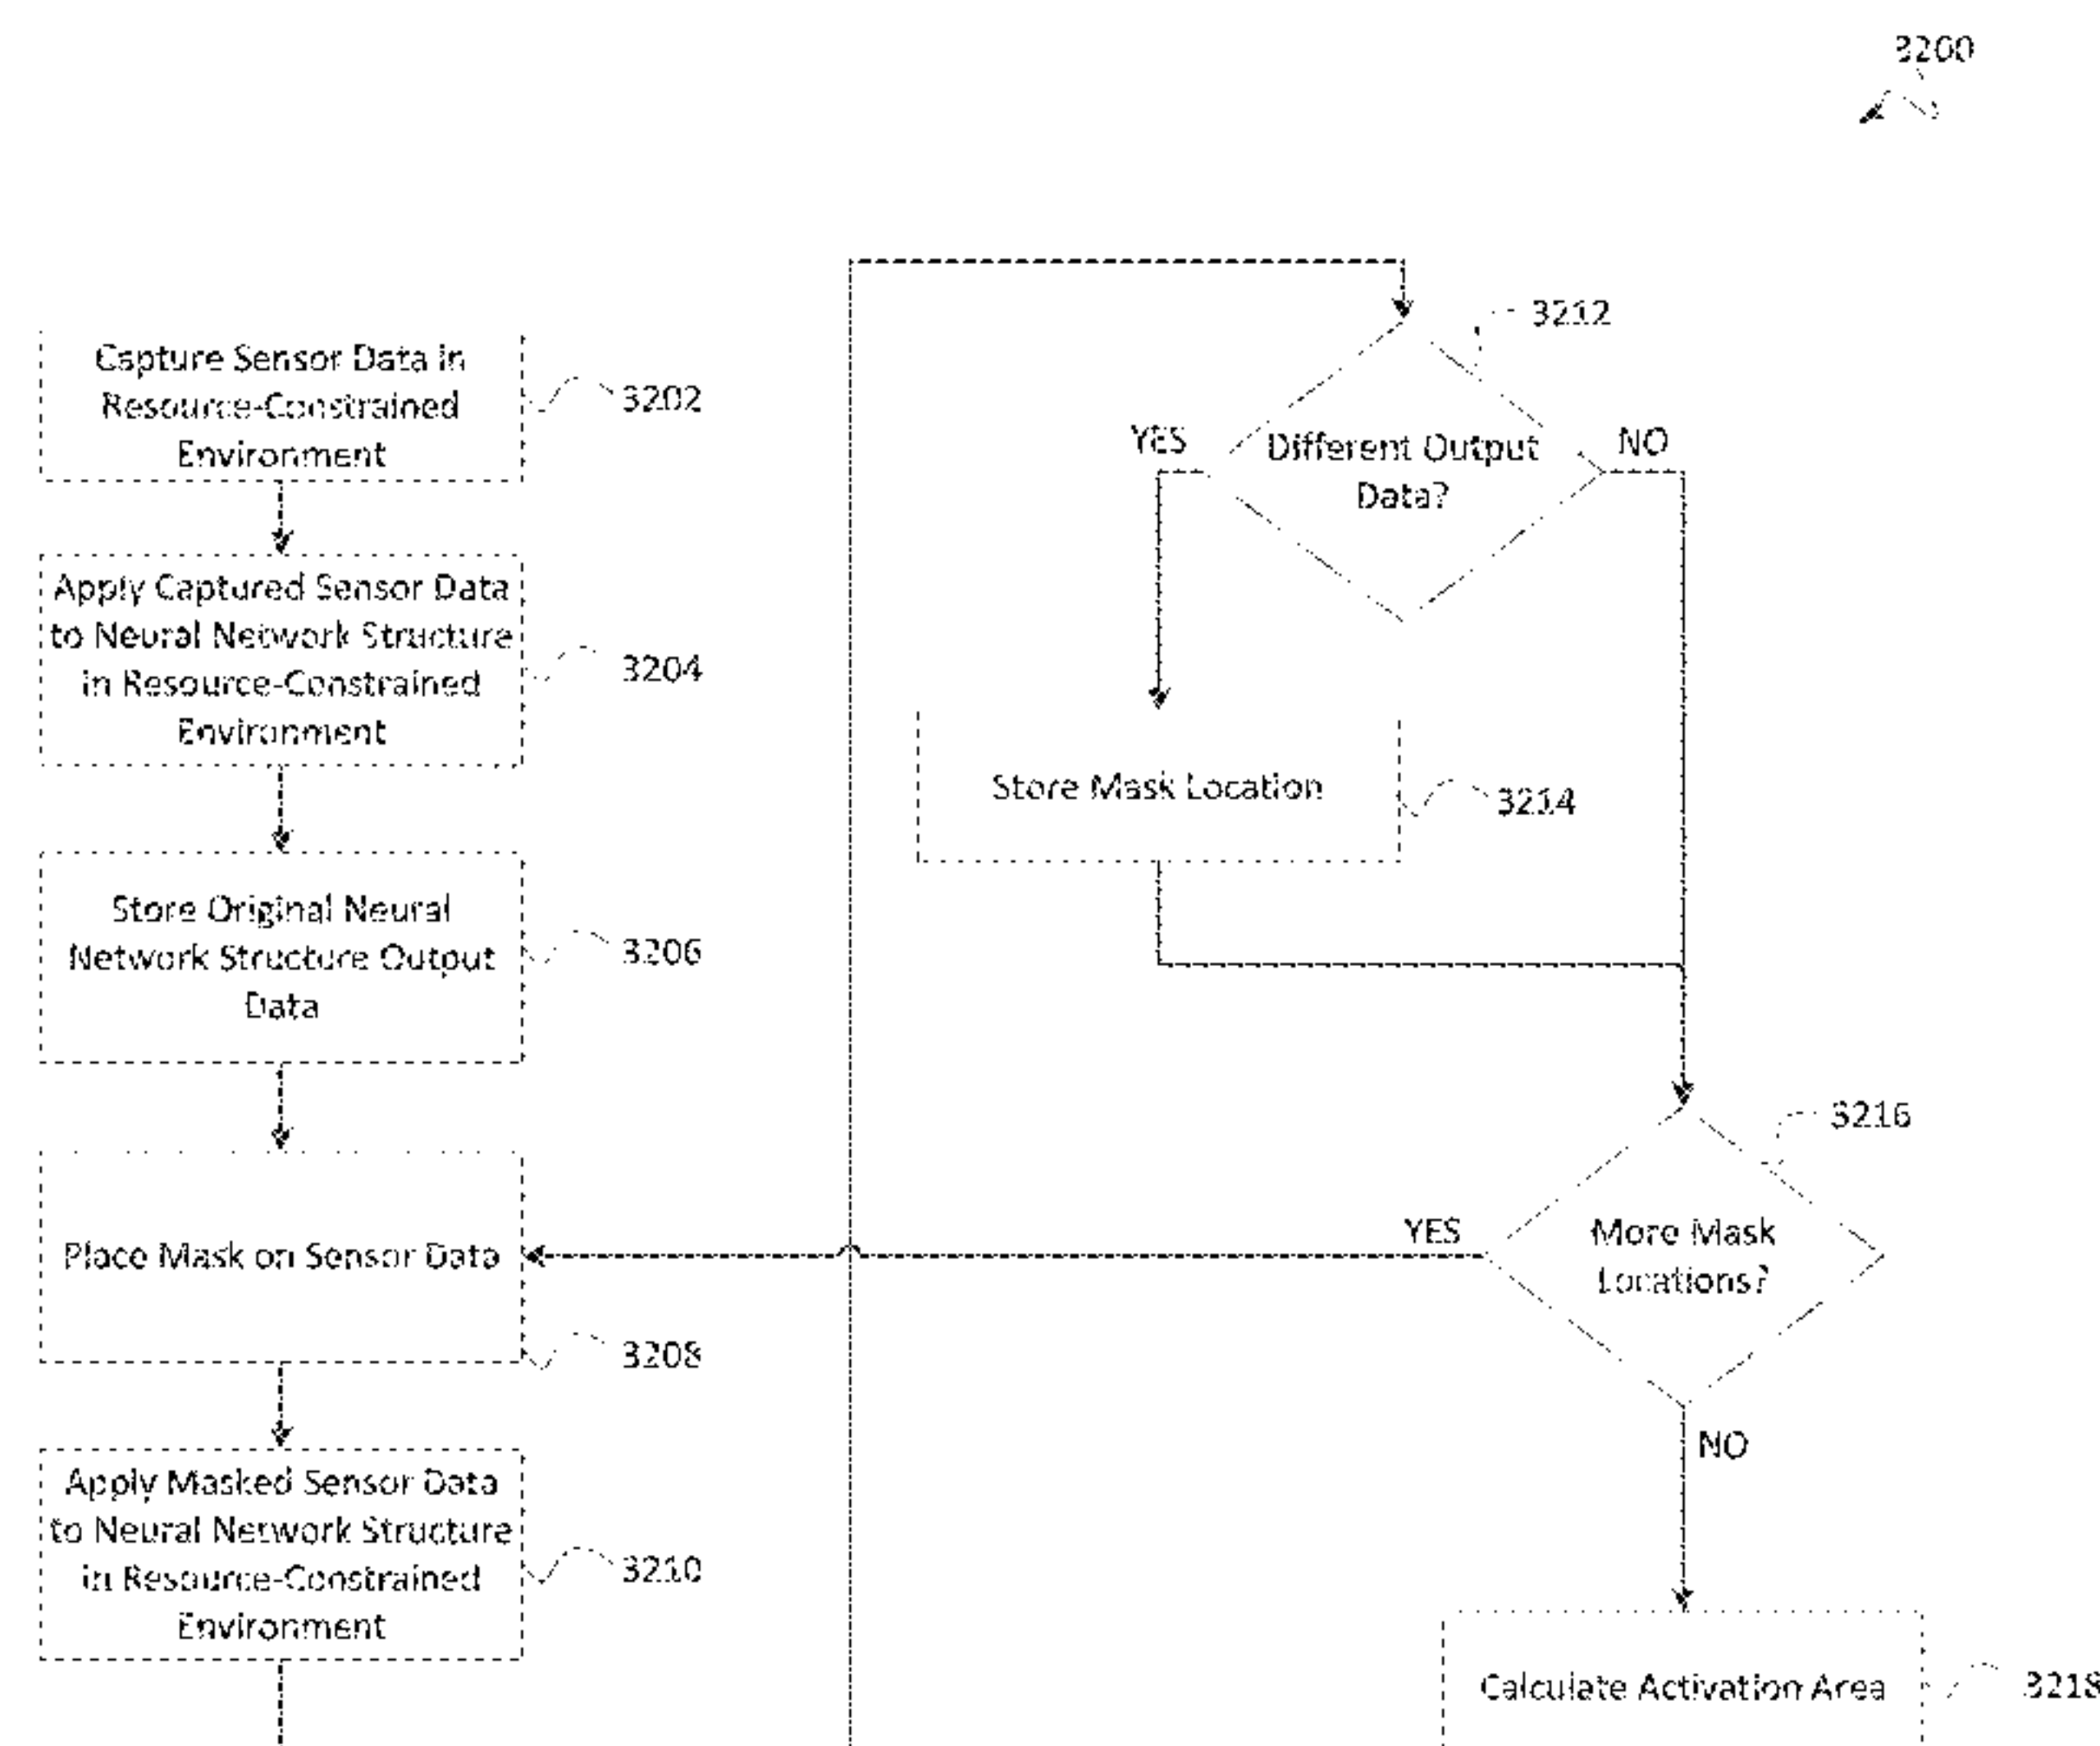 3200
Capture Sensor Data in
Resource-Constrained
Environment
3202
Apply Captured Sensor Data
to Neural Network Structure
in Resource-Constrained
Environment
3204
Store Original Neural
Network Structure Output
Data
3206
Place Mask on Sensor Data
3208
Apply Masked Sensor Data
to Neural Network Structure
in Resource-Constrained
Environment
3210
3212
YES
Different Output
Data?
NO
Store Mask Location
3214
3216
YES
More Mask
Locations?
NO
Calculate Activation Area
3218